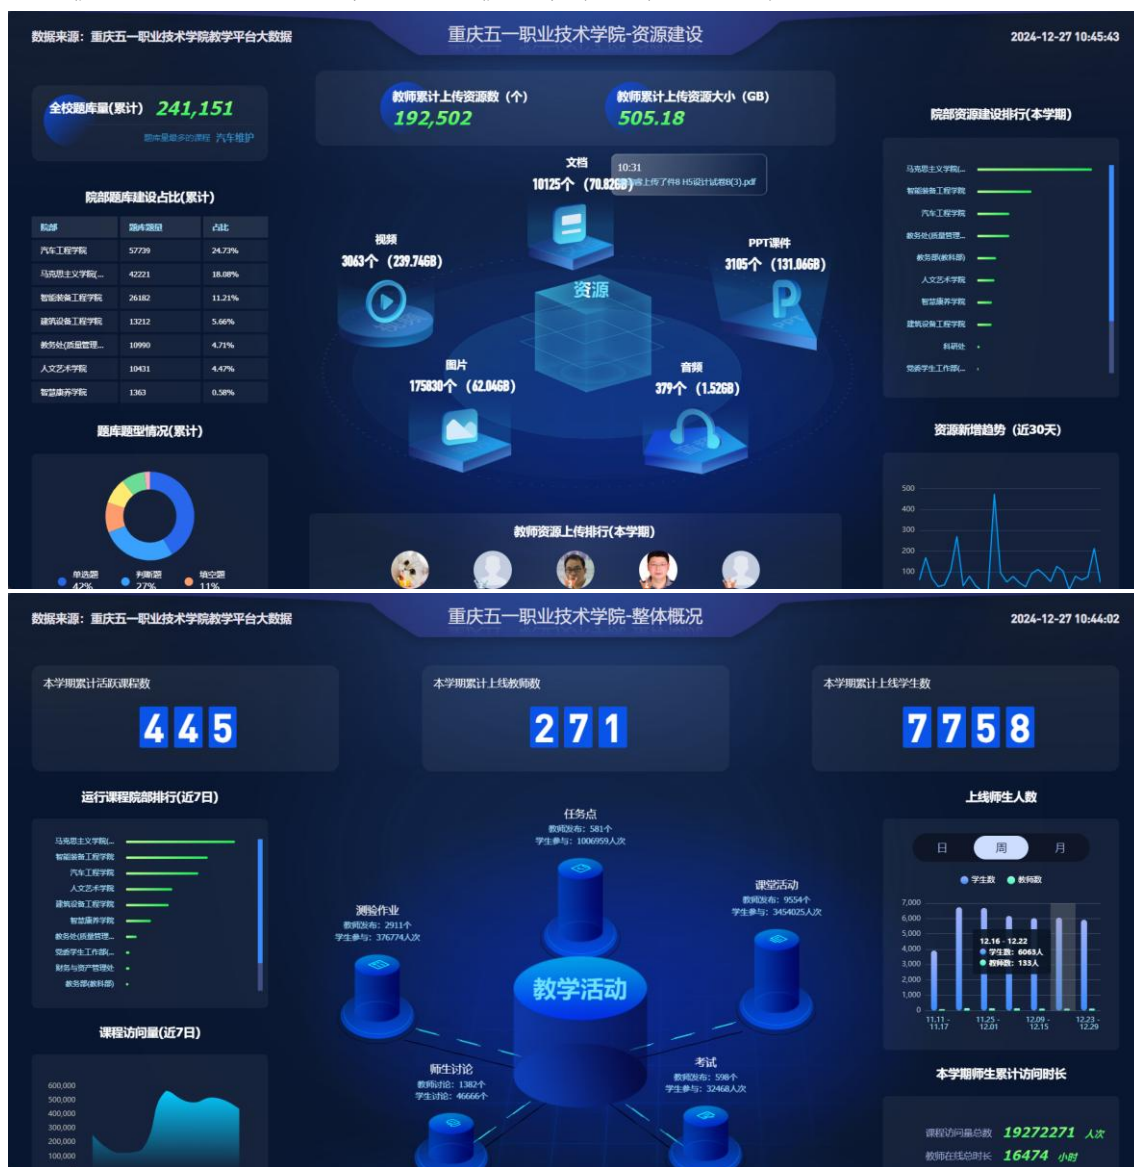 数据来源：重庆五一职业技术学院教学平台大数据
重庆五一职业技术学院-资源建设
2024-12-27 10:45:43
全校题库量(累计) 241,151
题库量最多的课程 汽车维护
教师累计上传资源数（个）
192,502
教师累计上传资源大小（GB）
505.18
院部资源建设排行(本学期)
院部题库建设占比(累计)
院部 题库题量 占比
汽车工程学院 57739 24.73%
马克思主义学院(... 42221 18.08%
智能装备工程学院 26182 11.21%
建筑设备工程学院 13212 5.66%
教务处(质量管理... 10990 4.71%
人文艺术学院 10431 4.47%
智慧康养学院 1363 0.58%
题库题型情况(累计)
单选题
42%
判断题
27%
填空题
11%
文档
10125个（70.82GB）
10:31
上传了件8 H5设计试卷B(3).pdf
视频
3063个（239.74GB）
PPT课件
3105个（131.06GB）
资源
图片
175830个（62.04GB）
音频
379个（1.52GB）
教师资源上传排行(本学期)
马克思主义学院(...
智能装备工程学院
汽车工程学院
教务处(质量管理...
教务部(教科部)
人文艺术学院
智慧康养学院
建筑设备工程学院
科研处
党委学生工作部(...
资源新增趋势（近30天）
500
400
300
200
100
数据来源：重庆五一职业技术学院教学平台大数据
重庆五一职业技术学院-整体概况
2024-12-27 10:44:02
本学期累计活跃课程数
445
本学期累计上线教师数
271
本学期累计上线学生数
7758
运行课程院部排行(近7日)
马克思主义学院(...
智能装备工程学院
汽车工程学院
人文艺术学院
建筑设备工程学院
智慧康养学院
教务处(质量管理...
党委学生工作部(...
财务与资产管理处
教务部(教科部)
课程访问量(近7日)
600,000
500,000
400,000
300,000
200,000
100,000
任务点
教师发布：581个
学生参与：1006959人次
测验作业
教师发布：2911个
学生参与：376774人次
课堂活动
教师发布：9554个
学生参与：3454025人次
教学活动
师生讨论
教师讨论：1382个
学生讨论：46666个
考试
教师发布：598个
学生参与：32468人次
上线师生人数
日 周 月
学生数 教师数
7,000
6,000
5,000
4,000
3,000
2,000
1,000
0
12.16 - 12.22
学生数：6063人
教师数：133人
11.11 -
11.17
11.25 -
12.01
12.09 -
12.15
12.23 -
12.29
本学期师生累计访问时长
课程访问量总数 19272271 人次
教师在线总时长 16474 小时